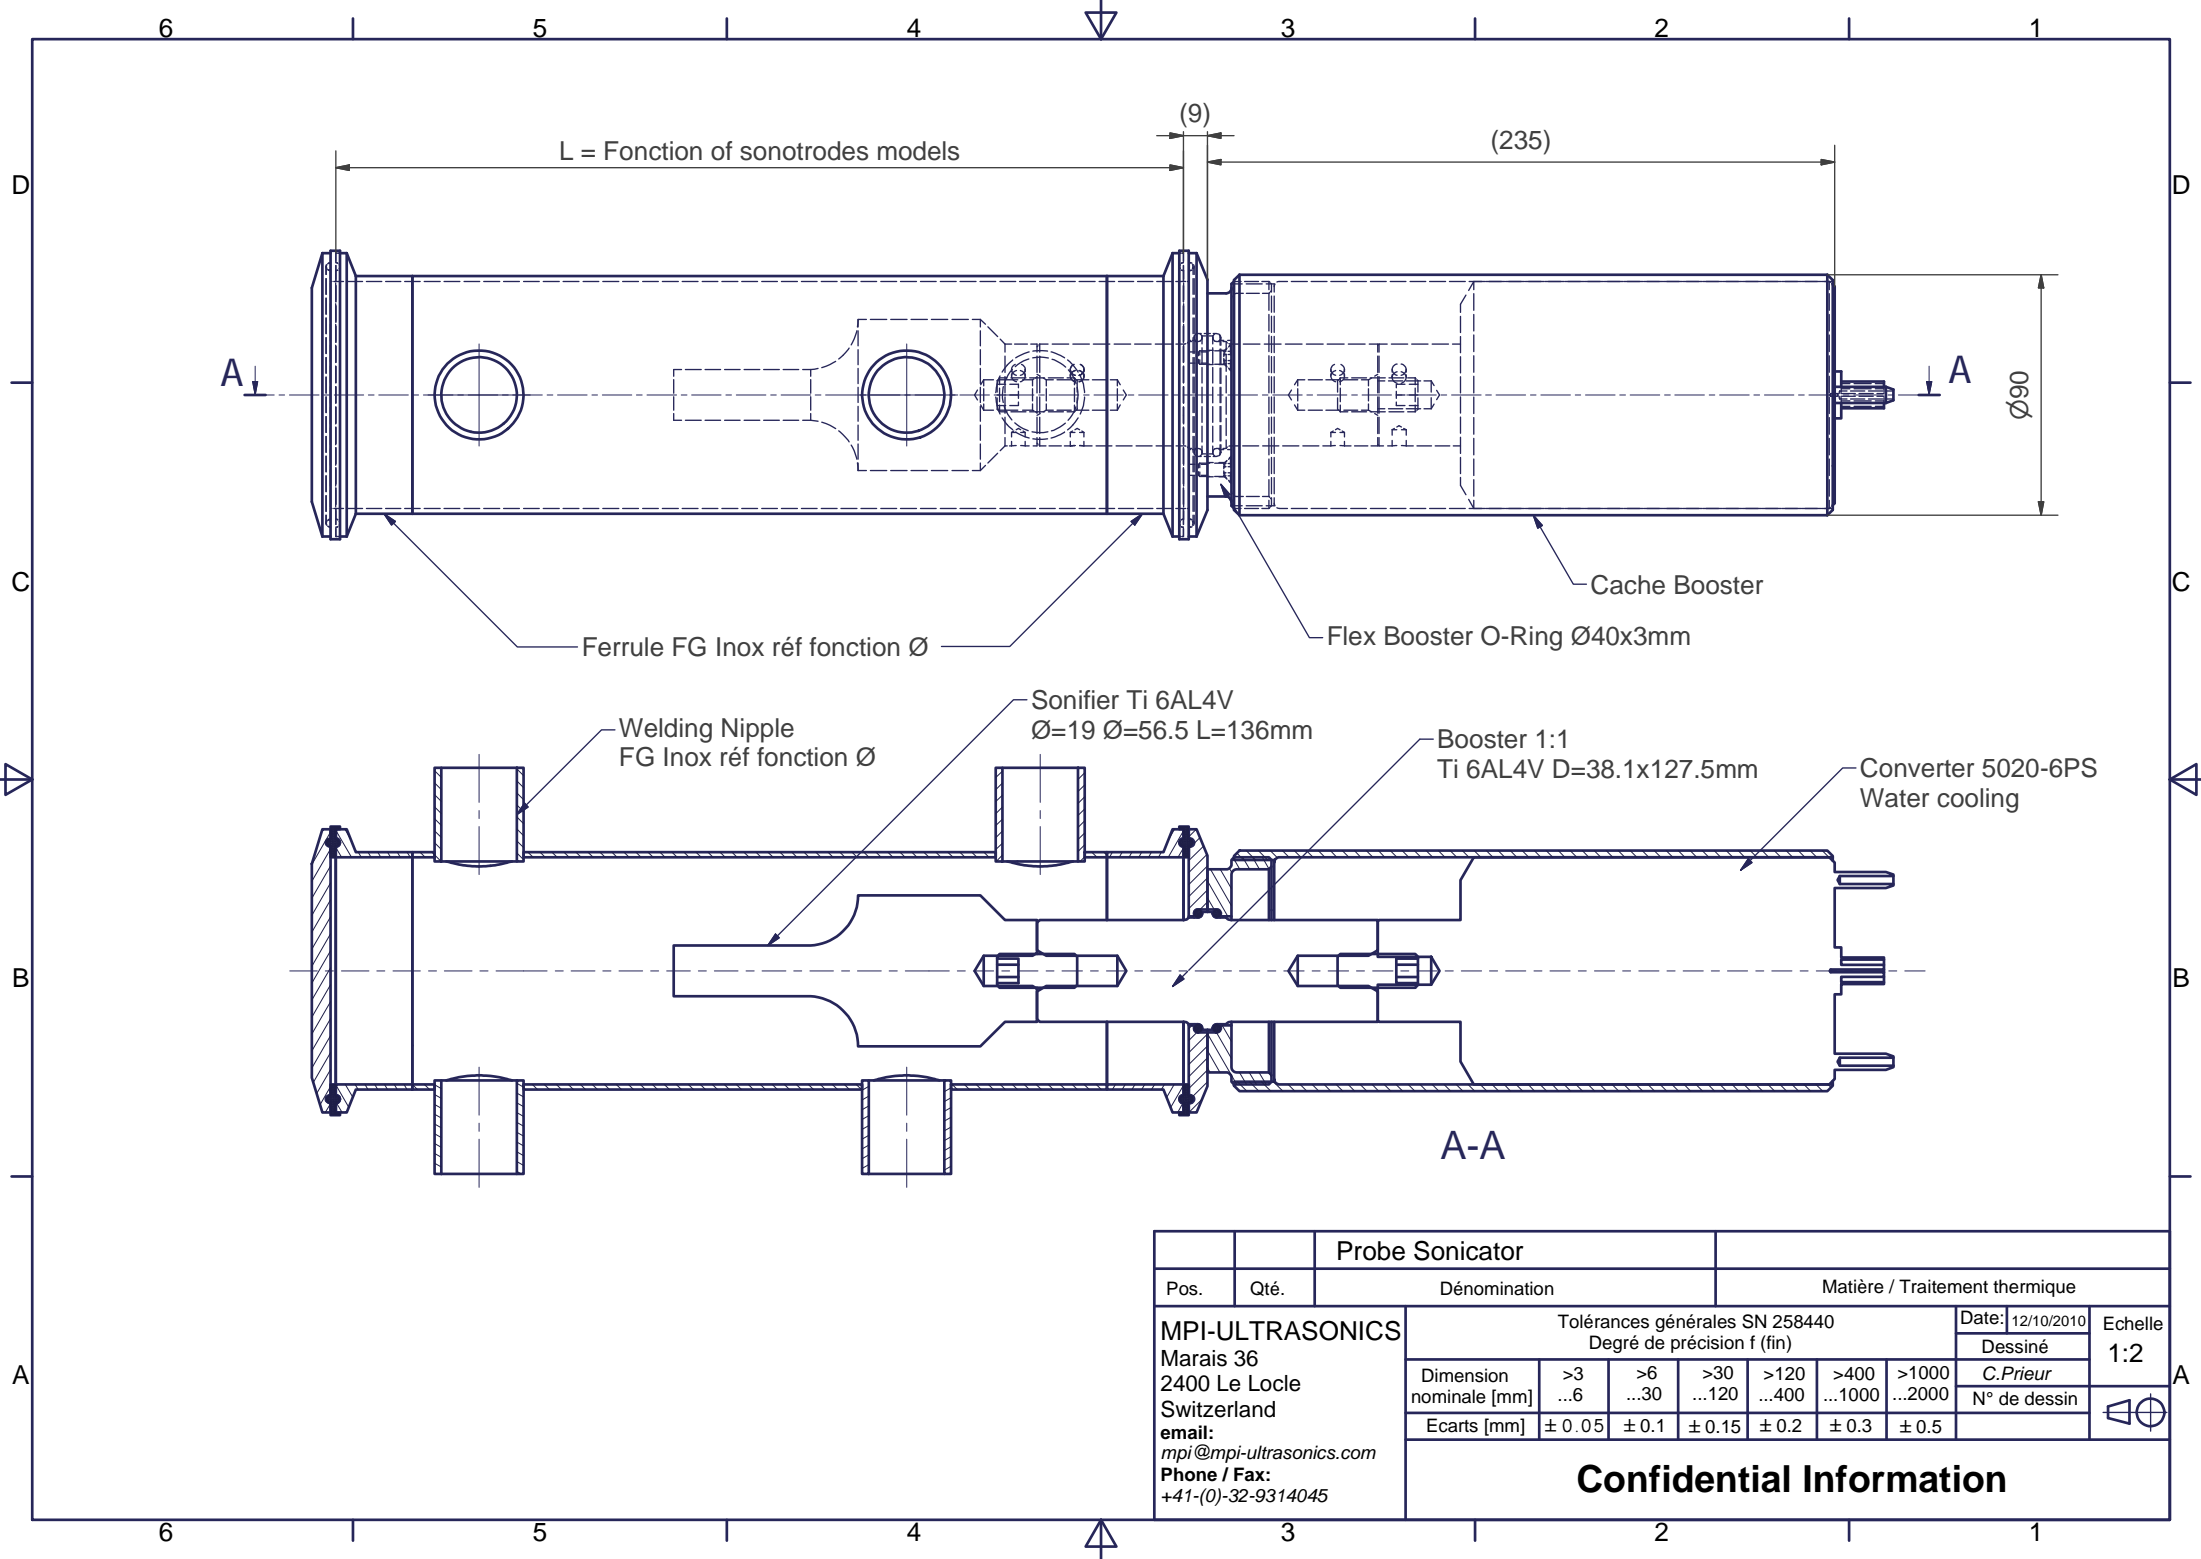 6 5 4 3 2 1
(9)
L = Fonction of sonotrodes models
(235)
D
D
A
A
Ø90
C
C
Cache Booster
Flex Booster O-Ring Ø40x3mm
Ferrule FG Inox réf fonction Ø
Sonifier Ti 6AL4V
Ø=19 Ø=56.5 L=136mm
Welding Nipple
FG Inox réf fonction Ø
Booster 1:1
Ti 6AL4V D=38.1x127.5mm
Converter 5020-6PS
Water cooling
B
B
A-A
Probe Sonicator
Pos. Qté. Dénomination Matière / Traitement thermique
MPI-ULTRASONICS
Marais 36
2400 Le Locle
Switzerland
email:
mpi@mpi-ultrasonics.com
Phone / Fax:
+41-(0)-32-9314045
Tolérances générales SN 258440
Degré de précision f (fin)
Dimension nominale [mm]
>3 ...6
>6 ...30
>30 ...120
>120 ...400
>400 ...1000
>1000 ...2000
Ecarts [mm] ± 0.05 ± 0.1 ± 0.15 ± 0.2 ± 0.3 ± 0.5
Date: 12/10/2010
Dessiné
C.Prieur
N° de dessin
Echelle
1:2
Confidential Information
A
A
6 5 4 3 2 1